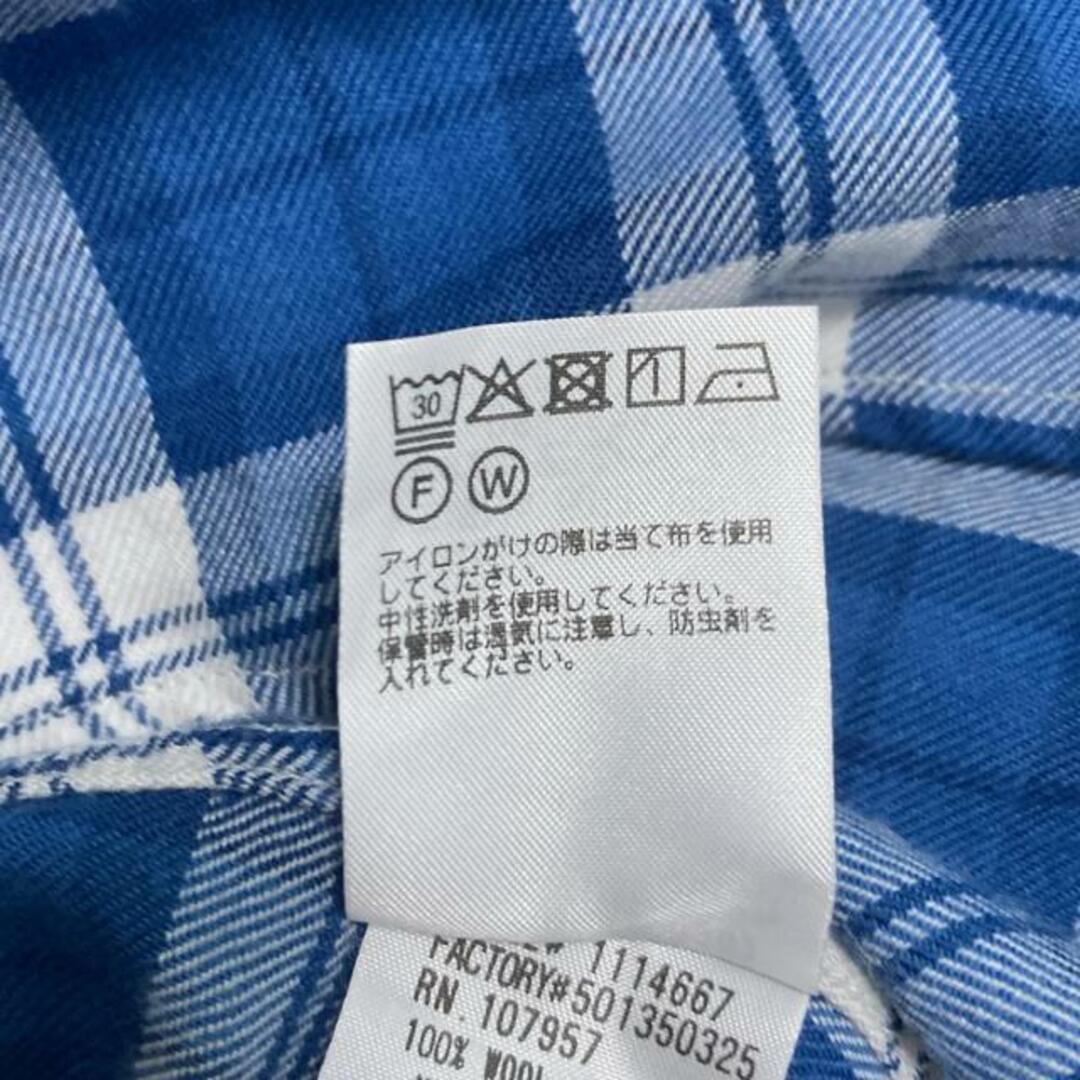 30
F W
アイロンがけの際は当て布を使用
してください。
中性洗剤を使用してください。
保管時は通気に注意し、防虫剤を
入れてください。
1114667
FACTORY#501350325
RN.107957
100% WOOL